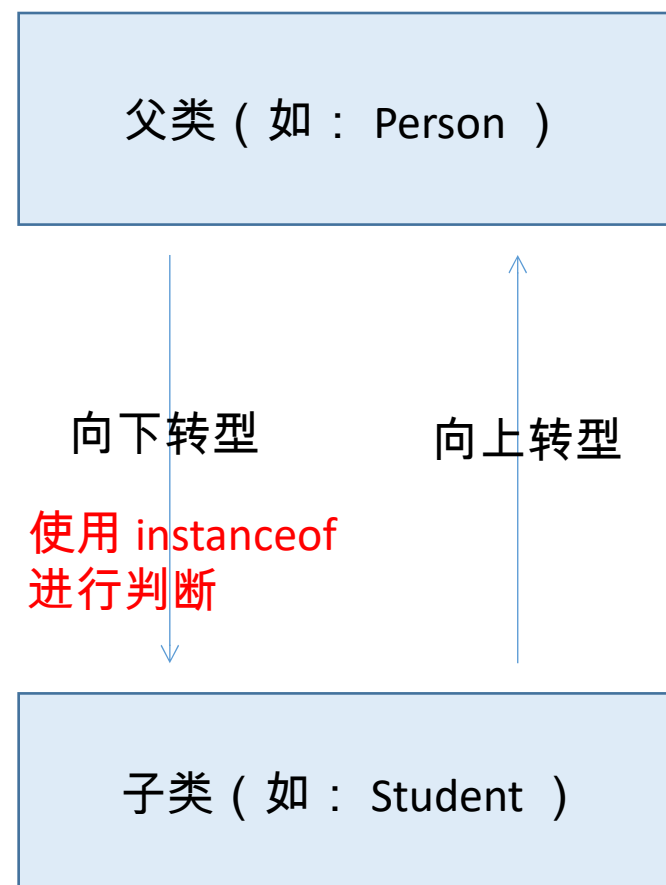 父类（如： Person ）
向下转型
向上转型
使用 instanceof
进行判断
子类（如： Student ）